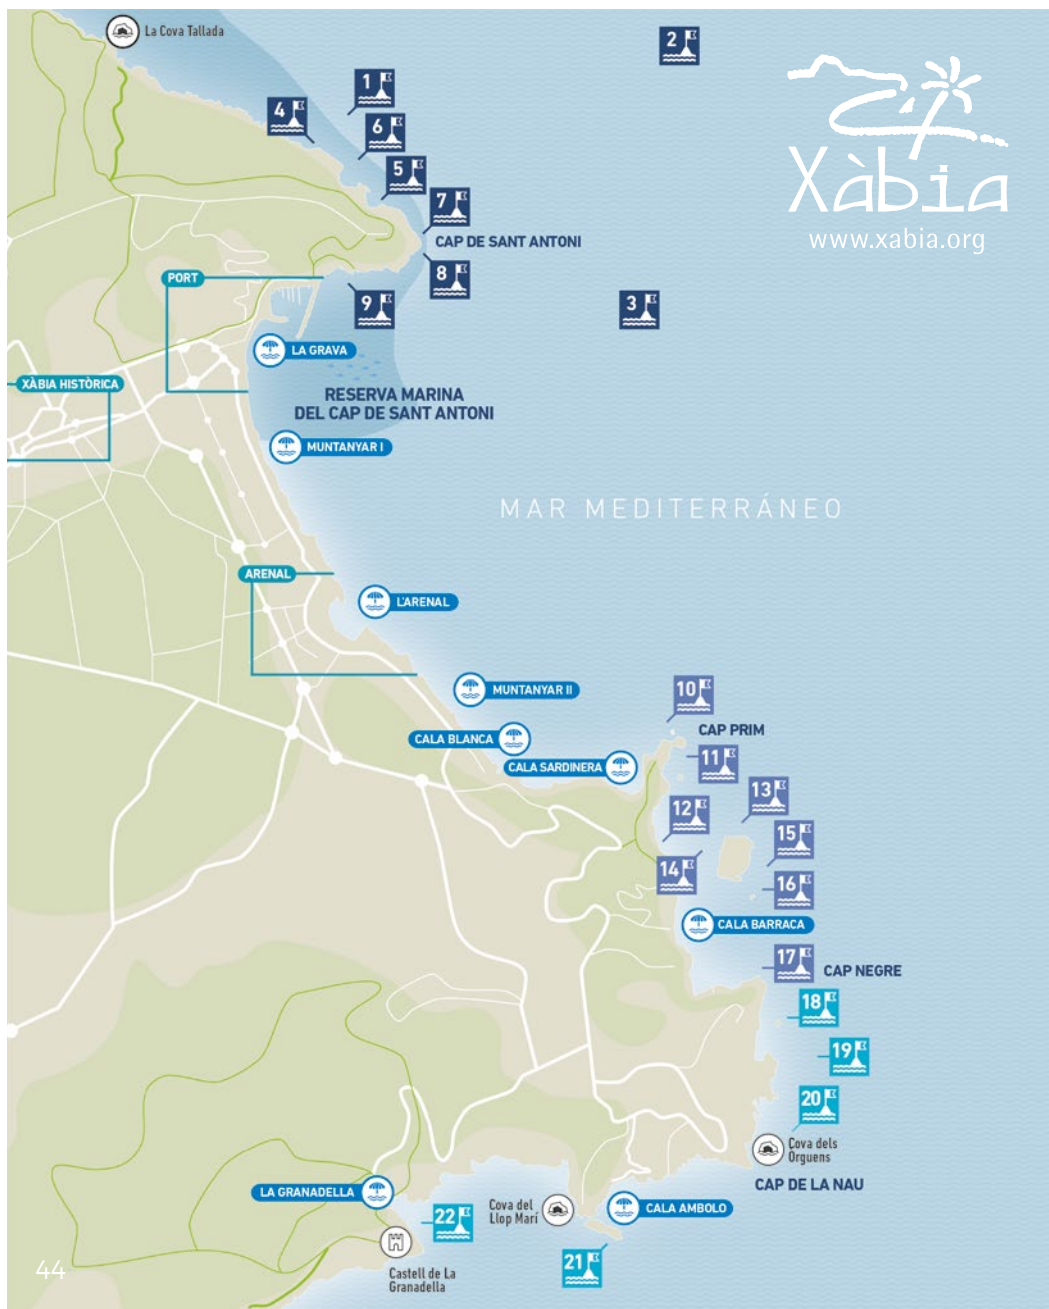 La Cova Tallada
2
1
4
6
5
7
Xàbia
www.xabia.org
CAP DE SANT ANTONI
8
PORT
9
3
LA GRAVA
XÀBIA HISTÒRICA
RESERVA MARINA
DEL CAP DE SANT ANTONI
MUNTANYAR I
MAR MEDITERRÁNEO
ARENAL
L'ARENAL
MUNTANYAR II
10
CAP PRIM
CALA BLANCA
11
CALA SARDINERA
13
12
15
14
16
CALA BARRACA
17
CAP NEGRE
18
19
20
Cova dels
Òrguens
CAP DE LA NAU
LA GRANADELLA
Cova del
Llop Marí
CALA AMBOLO
22
21
Castell de La
Granadella
44